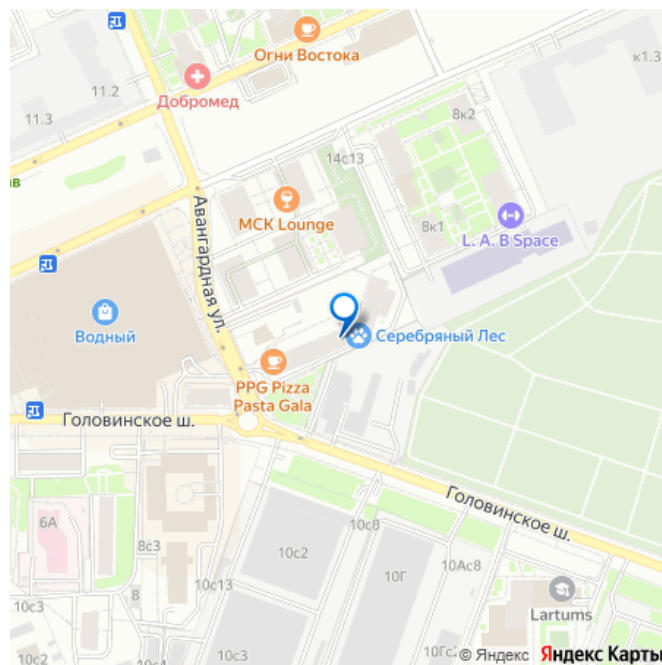 Огни Востока
к1.3
11.2
Добромед
11.3
8к2
14с13
ав
Авангардная ул.
МСК Lounge
8к1
L. A. B Space
Водный
Серебряный Лес
PPG Pizza
Pasta Gala
Головинское ш.
Головинское ш.
6А
10с8
8с3
10с2
10с13
10Г
10Ас8
8
10с3
Lartums
10с3
10Гс2
© Яндекс Яндекс Карты